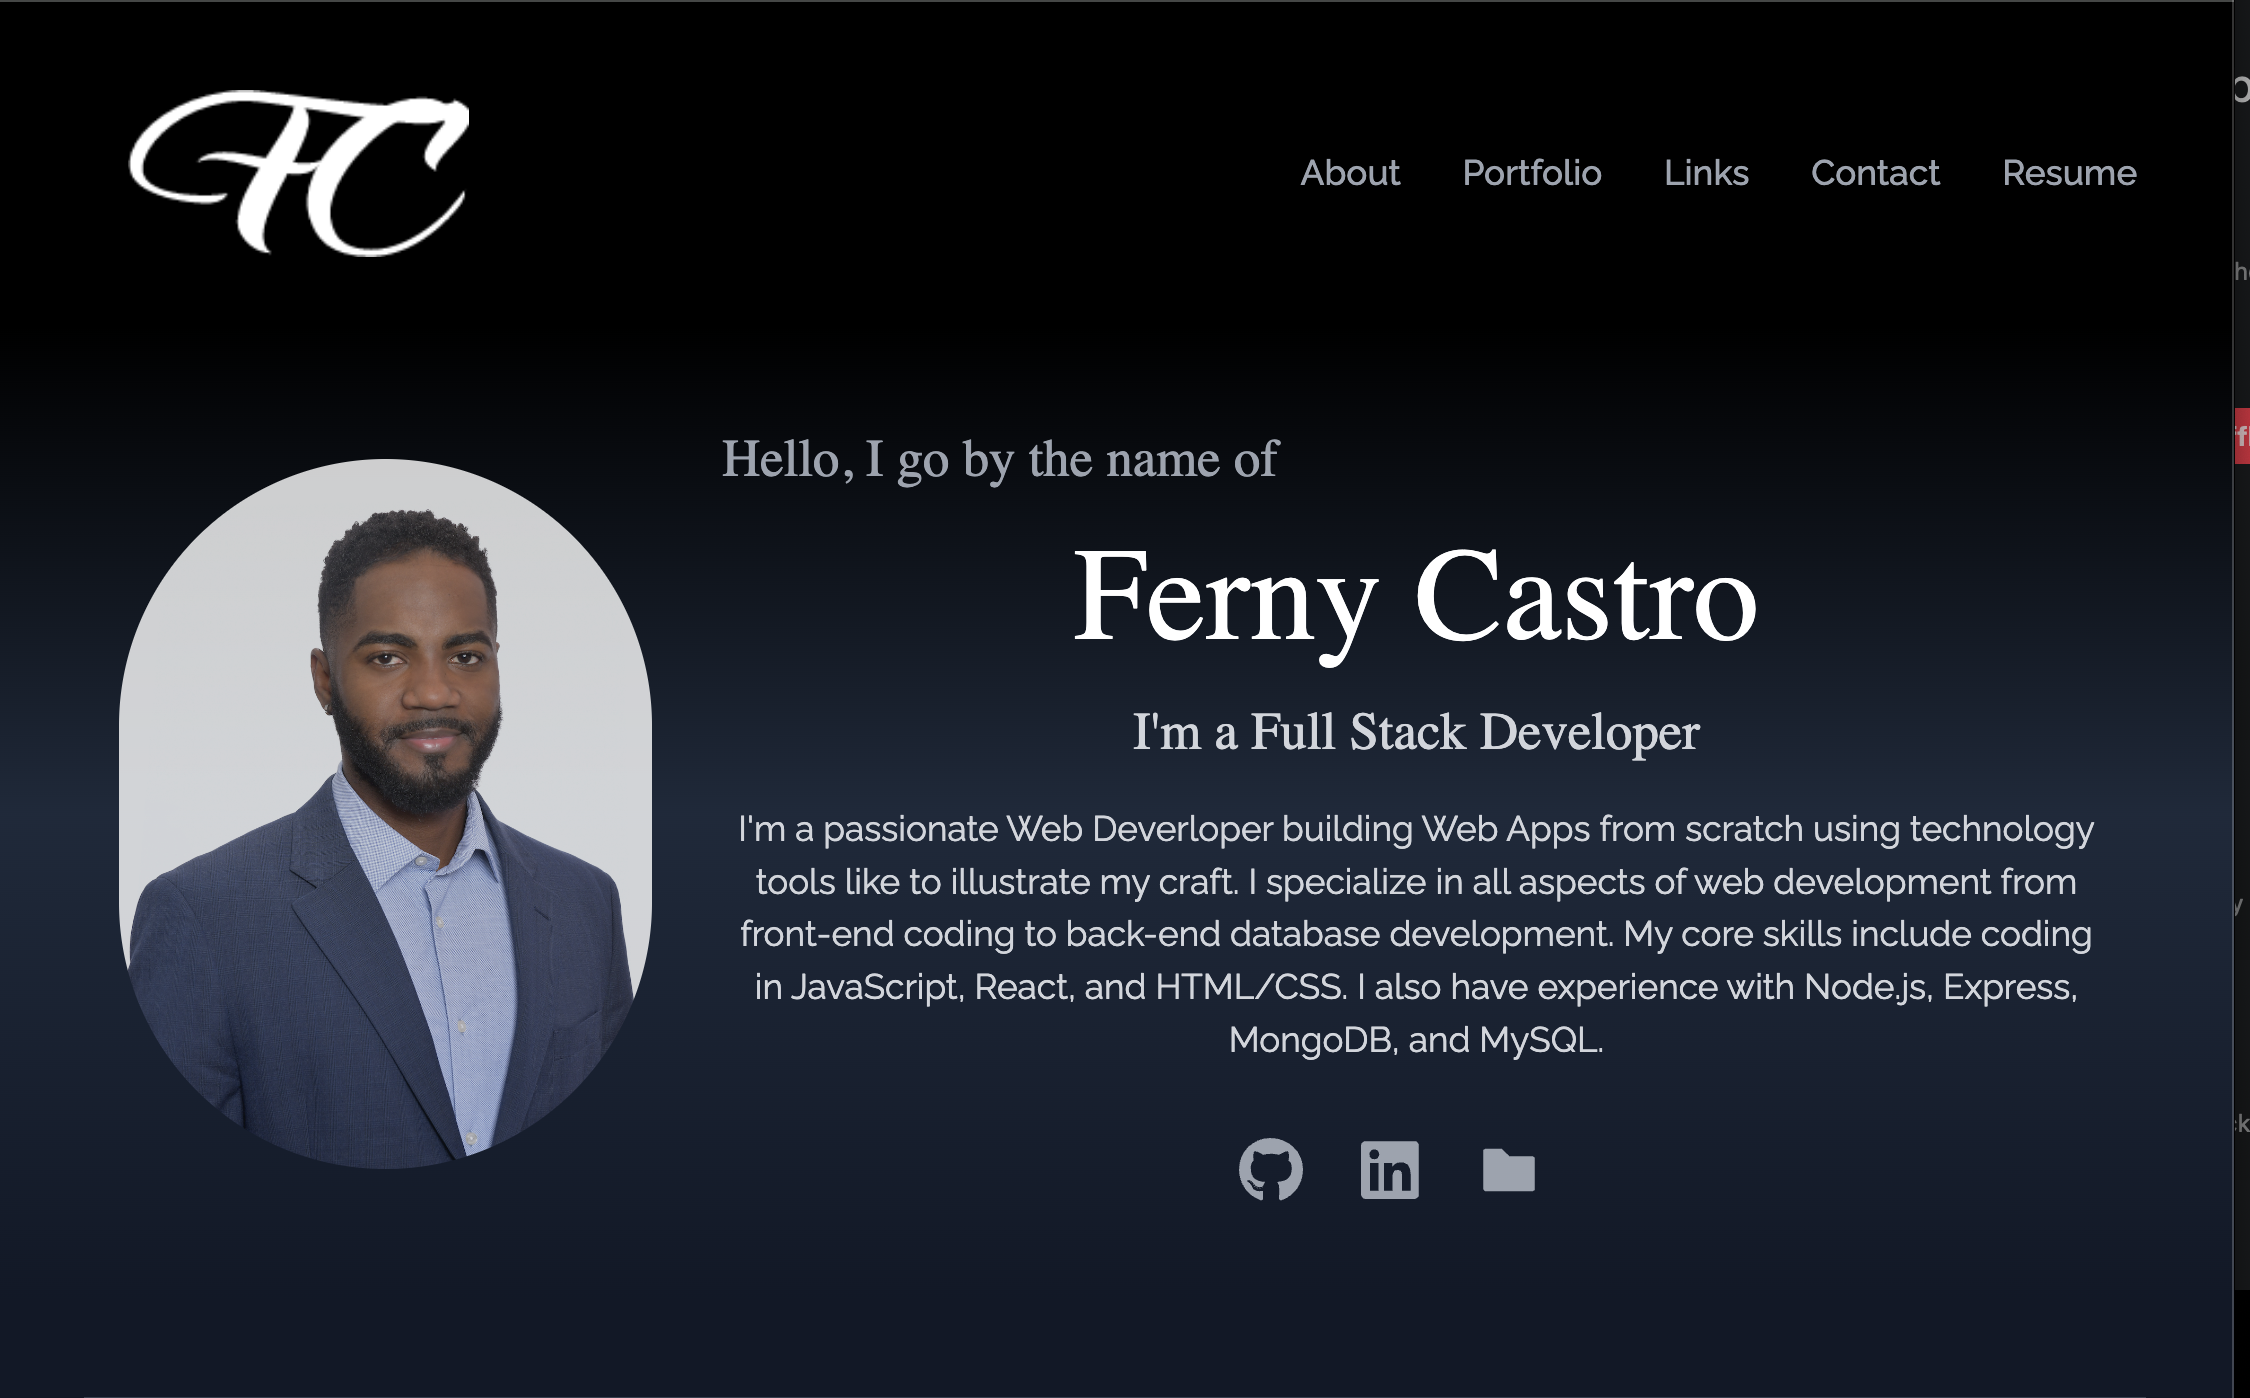 FC
About Portfolio Links Contact Resume
Hello, I go by the name of
Ferny Castro
I'm a Full Stack Developer
I'm a passionate Web Deverloper building Web Apps from scratch using technology
tools like to illustrate my craft. I specialize in all aspects of web development from
front-end coding to back-end database development. My core skills include coding
in JavaScript, React, and HTML/CSS. I also have experience with Node.js, Express,
MongoDB, and MySQL.
in